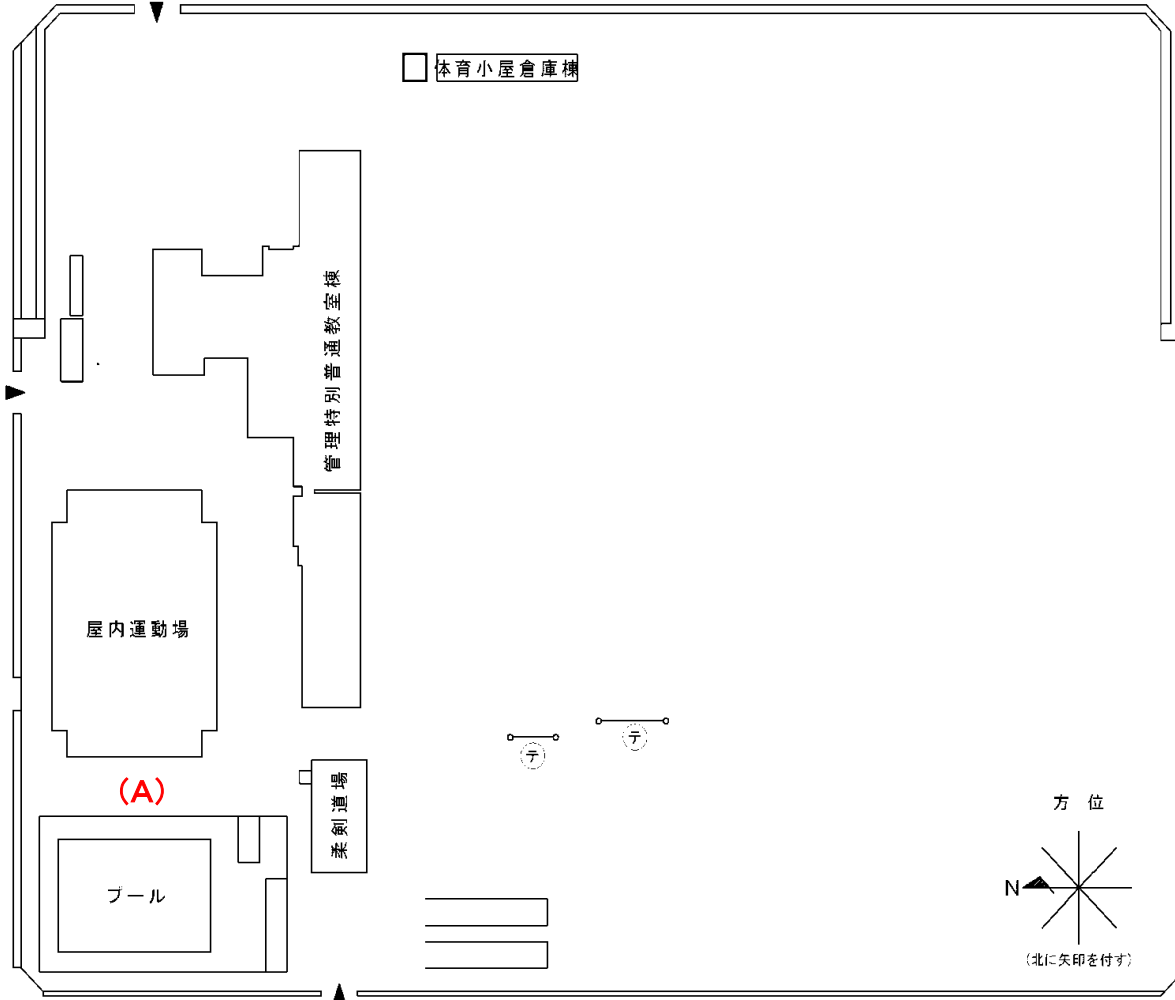 体育小屋倉庫棟
管理特別普通教室棟
屋内運動場
テ
テ
(A)
柔剣道場
プール
方 位
N
(北に矢印を付す)